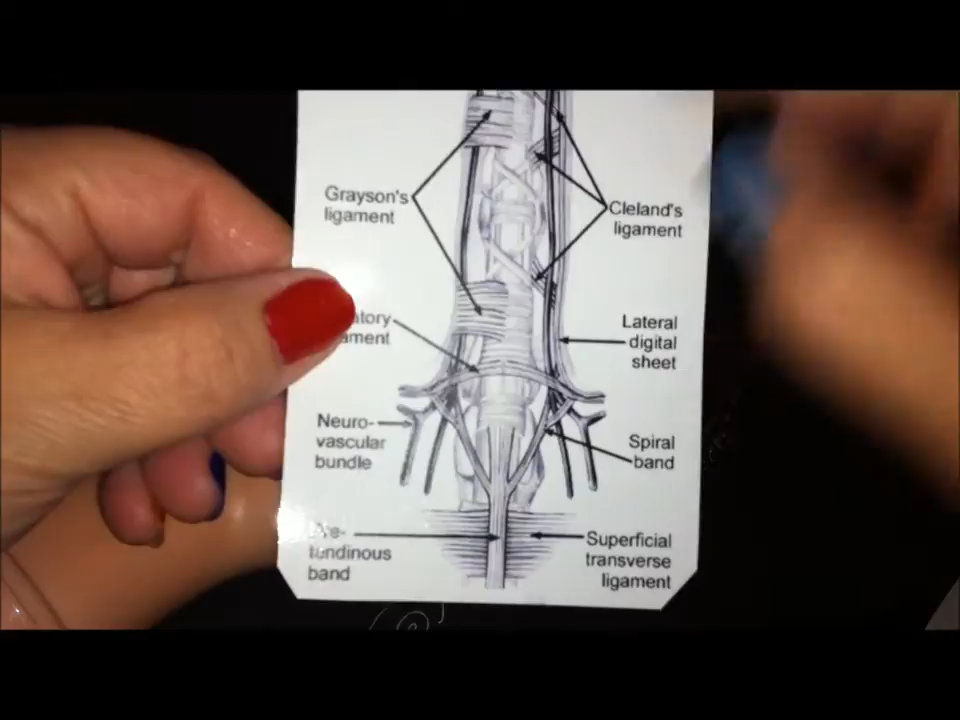 Grayson's
ligament
Cleland's
ligament
Lateral
digital
sheet
Neuro-
vascular
bundle
Spiral
band
tendinous
band
Superficial
transverse
ligament